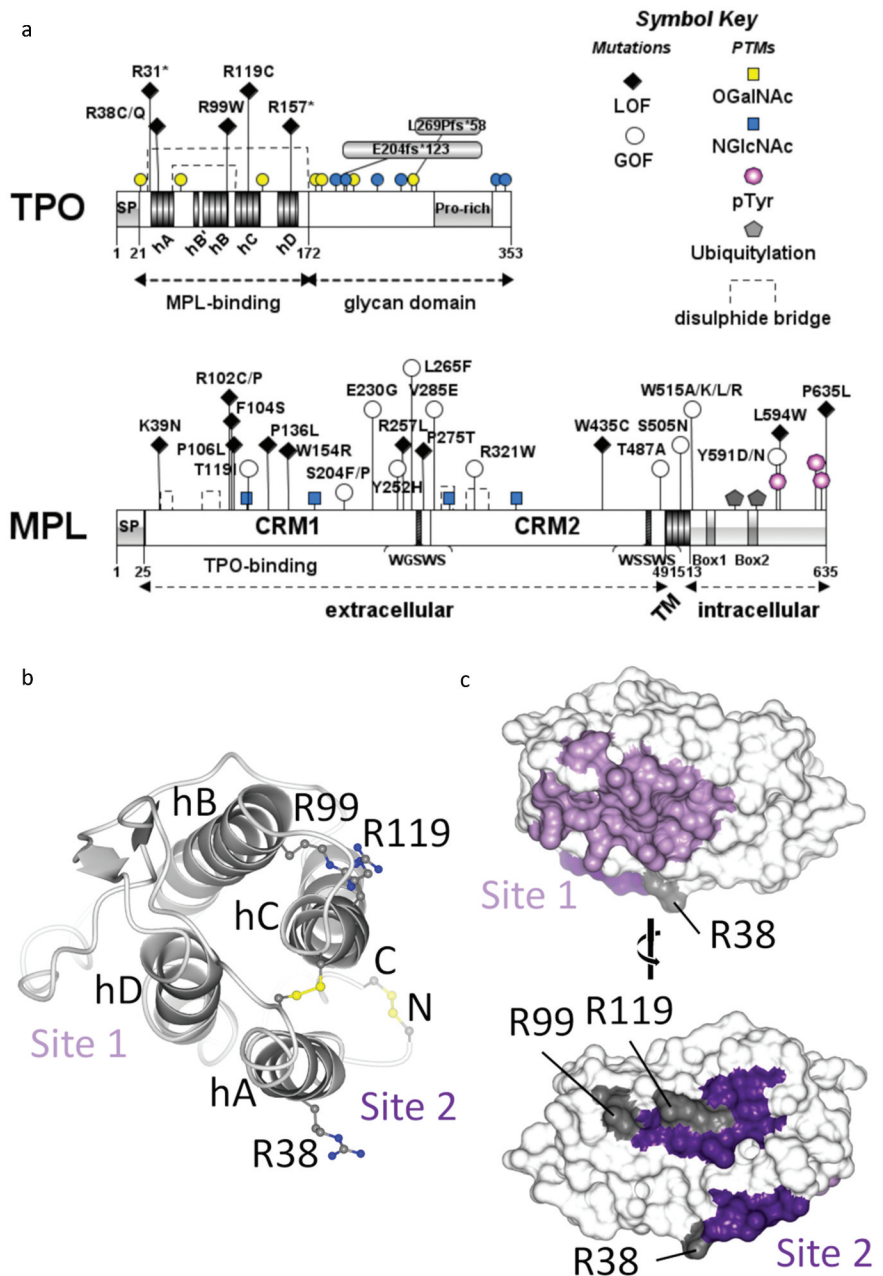 a
Symbol Key
Mutations PTMs
LOF OGalNAc
GOF NGlcNAc
pTyr
Ubiquitylation
disulphide bridge
R31* R119C
R38C/Q R99W R157* L269Pfs*58
E204fs*123
TPO SP Pro-rich
1 21 hA hB' hB hC hD 172 353
MPL-binding glycan domain
L265F
R102C/P E230G V285E W515A/K/L/R P635L
F104S
K39N P136L R257L W435C S505N L594W
P106L W154R P275T R321W T487A Y591D/N
T119I S204F/P Y252H
MPL SP CRM1 CRM2
1 25 TPO-binding WGSWS WSSWS 491 513 Box1 Box2 635
extracellular TM intracellular
b
hB R99 R119
hC
hD C
N
Site 1
hA
Site 2
R38
c
Site 1
R38
R99 R119
R38 Site 2